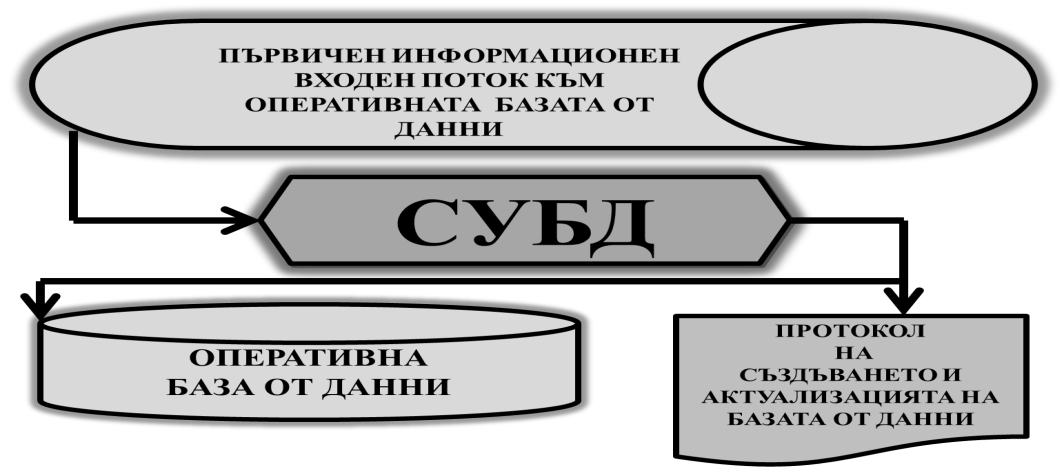 ПЪРВИЧЕН ИНФОРМАЦИОНЕН
ВХОДЕН ПОТОК КЪМ
ОПЕРАТИВНАТА БАЗАТА ОТ
ДАННИ
СУБД
ОПЕРАТИВНА
БАЗА ОТ ДАННИ
ПРОТОКОЛ
НА
СЪЗДЪВАНЕТО И
АКТУАЛИЗАЦИЯТА НА
БАЗАТА ОТ ДАННИ